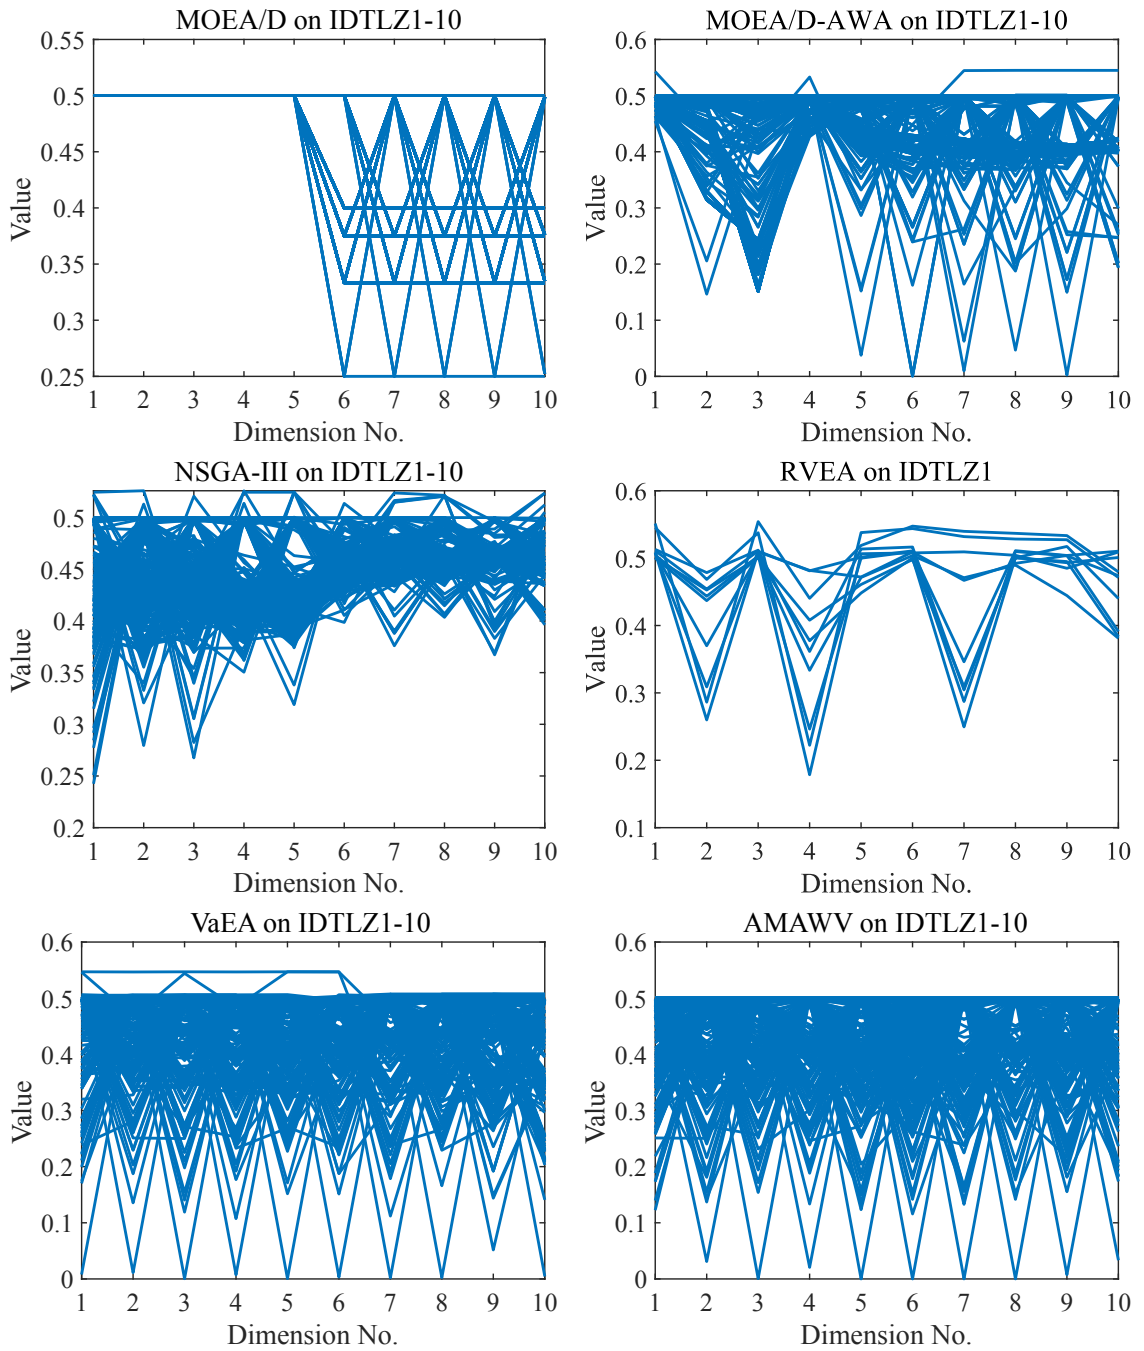 MOEA/D on IDTLZ1-10
0.55
0.5
0.45
0.4
0.35
0.3
0.25
Value
1 2 3 4 5 6 7 8 9 10
Dimension No.
MOEA/D-AWA on IDTLZ1-10
0.6
0.5
0.4
0.3
0.2
0.1
0
Value
1 2 3 4 5 6 7 8 9 10
Dimension No.
NSGA-III on IDTLZ1-10
0.5
0.45
0.4
0.35
0.3
0.25
0.2
Value
1 2 3 4 5 6 7 8 9 10
Dimension No.
RVEA on IDTLZ1
0.6
0.5
0.4
0.3
0.2
0.1
Value
1 2 3 4 5 6 7 8 9 10
Dimension No.
VaEA on IDTLZ1-10
0.6
0.5
0.4
0.3
0.2
0.1
0
Value
1 2 3 4 5 6 7 8 9 10
Dimension No.
AMAWV on IDTLZ1-10
0.6
0.5
0.4
0.3
0.2
0.1
0
Value
1 2 3 4 5 6 7 8 9 10
Dimension No.